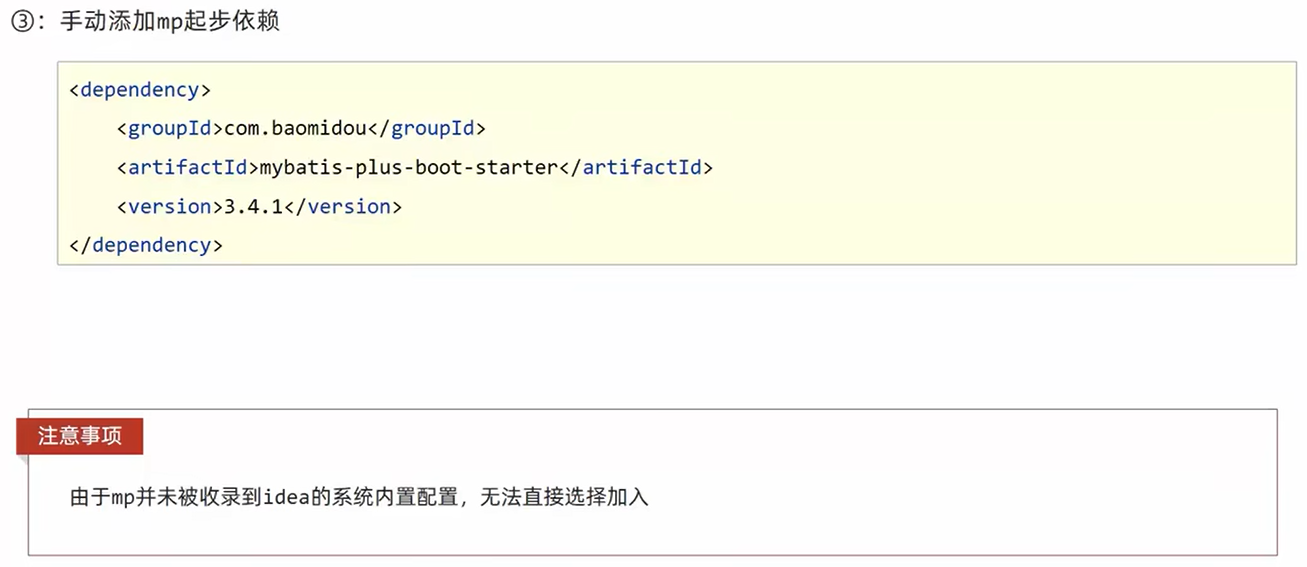 ③：手动添加mp起步依赖
<dependency>
    <groupId>com.baomidou</groupId>
    <artifactId>mybatis-plus-boot-starter</artifactId>
    <version>3.4.1</version>
</dependency>
注意事项
由于mp并未被收录到idea的系统内置配置，无法直接选择加入